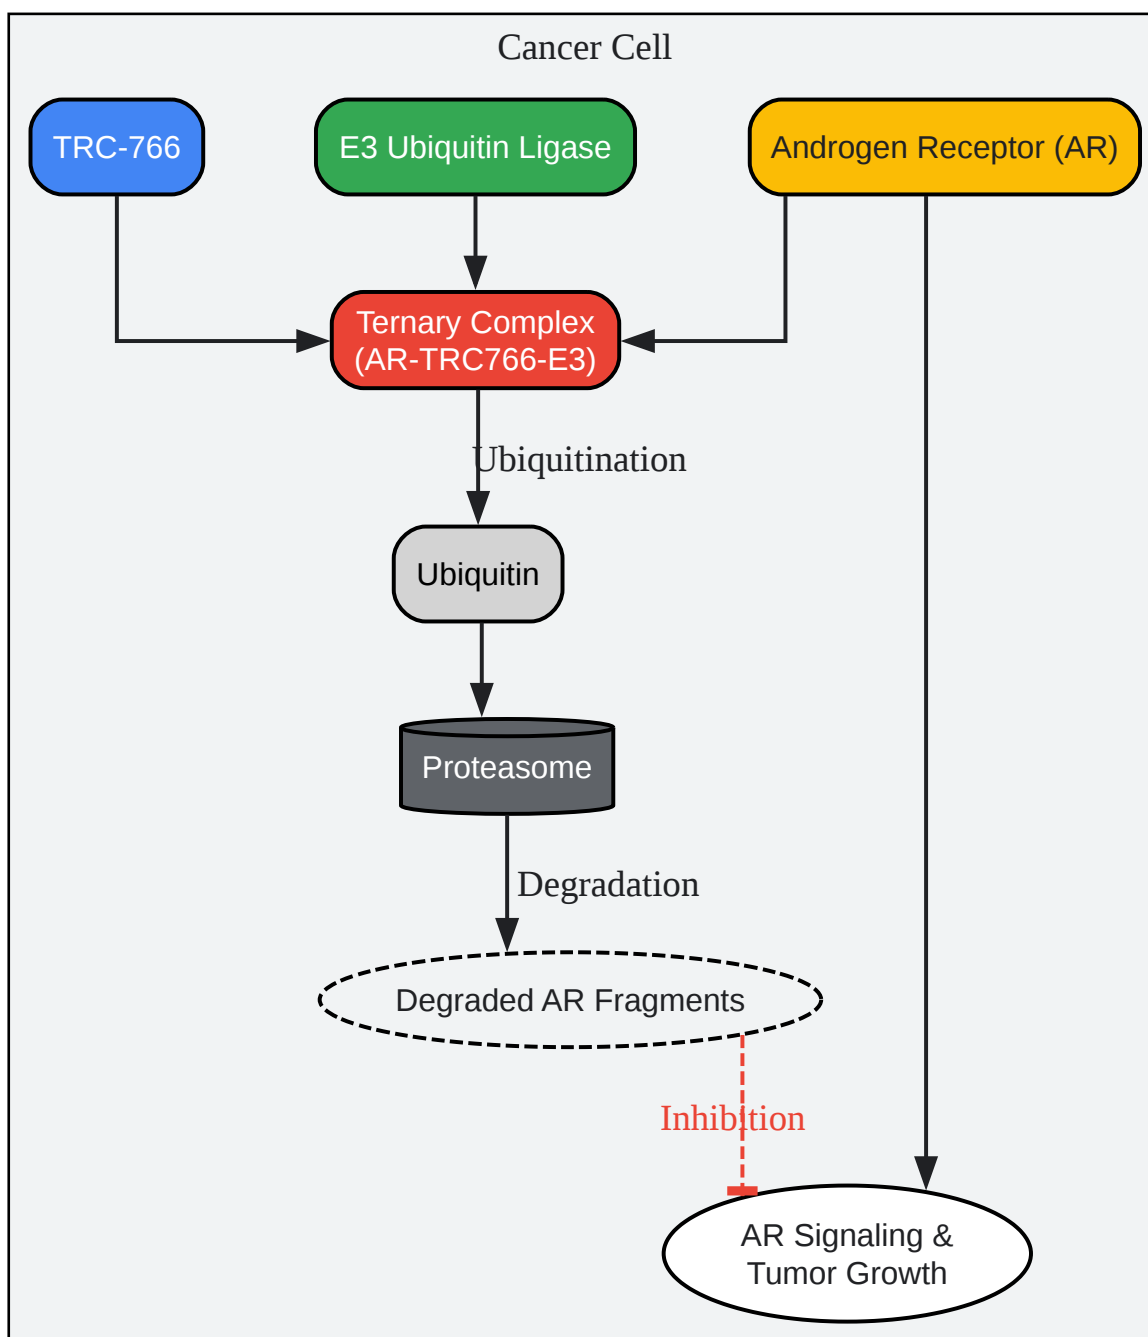 Cancer Cell
TRC-766
E3 Ubiquitin Ligase
Androgen Receptor (AR)
Ternary Complex
(AR-TRC766-E3)
Ubiquitination
Ubiquitin
Proteasome
Degradation
Degraded AR Fragments
Inhibition
AR Signaling &
Tumor Growth